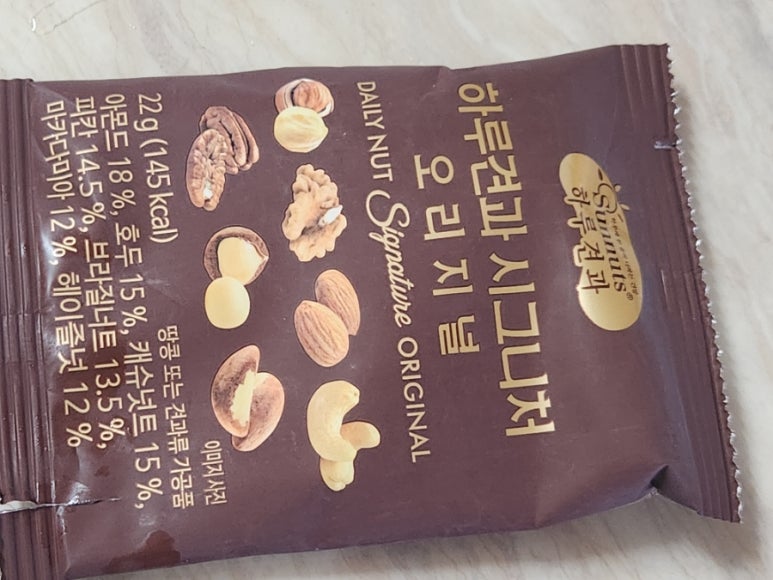 Sunnuts
하루견과
하루견과 시그니처
오리지널
DAILY NUT Signature ORIGINAL
이미지 사진
22 g (145 kcal)
땅콩 또는 견과류 가공품
아몬드 18 %, 호두 15 %, 캐슈넛트 15 %,
피칸 14.5 %, 브라질너트 13.5 %,
마카다미아 12 %, 헤이즐넛 12 %